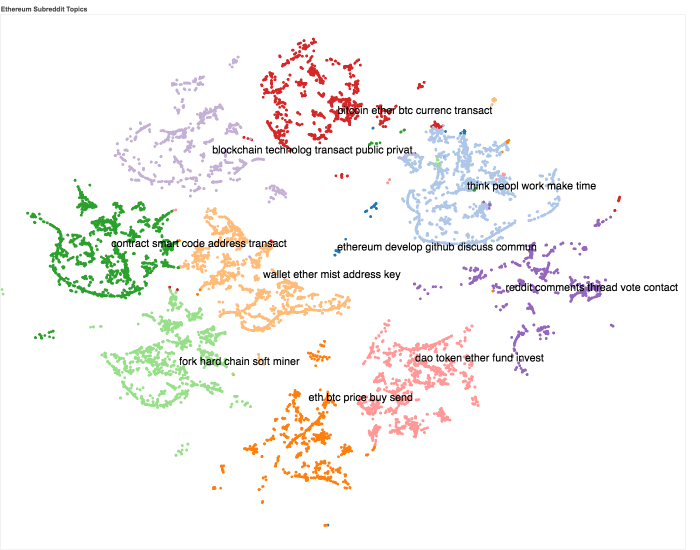 Ethereum Subreddit Topics
bitcoin ether btc currenc transact
blockchain technolog transact public privat
think peopl work make time
contract smart code address transact
ethereum develop github discuss commun
wallet ether mist address key
reddit comments thread vote contact
fork hard chain soft miner
dao token ether fund invest
eth btc price buy send